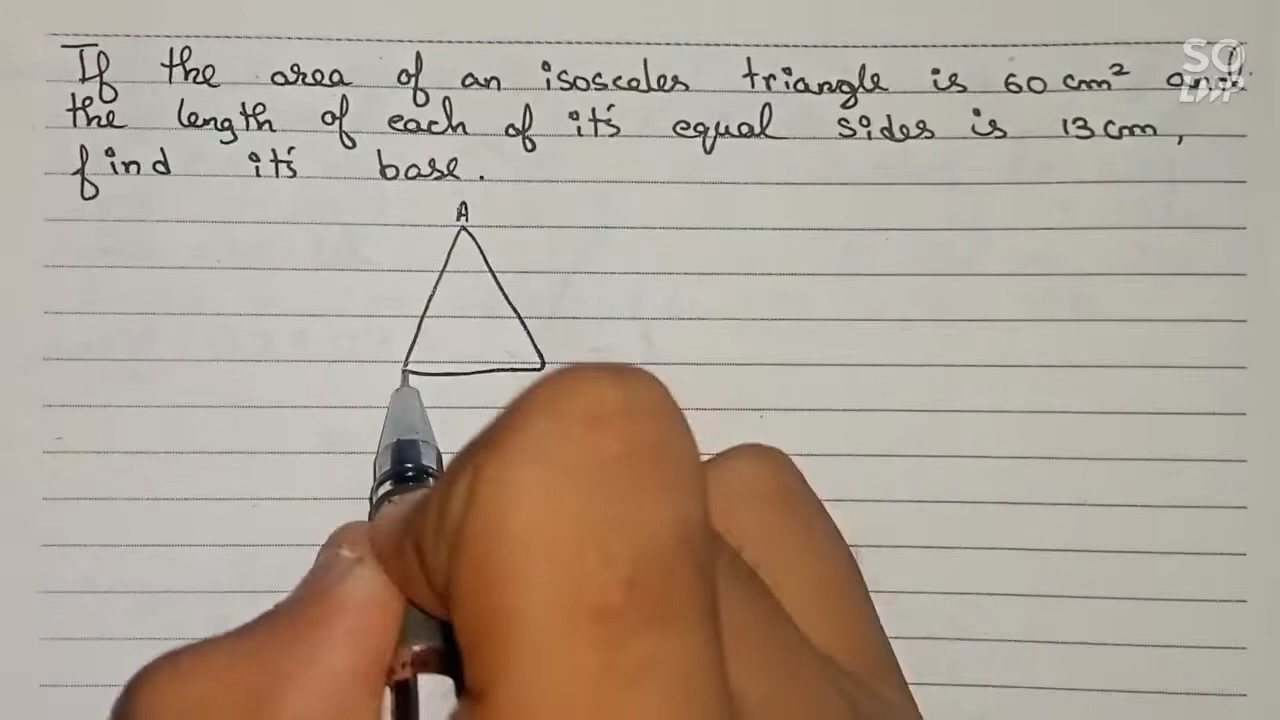 If the area of an isosceles triangle is 60 cm² and
the length of each of it's equal sides is 13 cm,
find it's base.
A